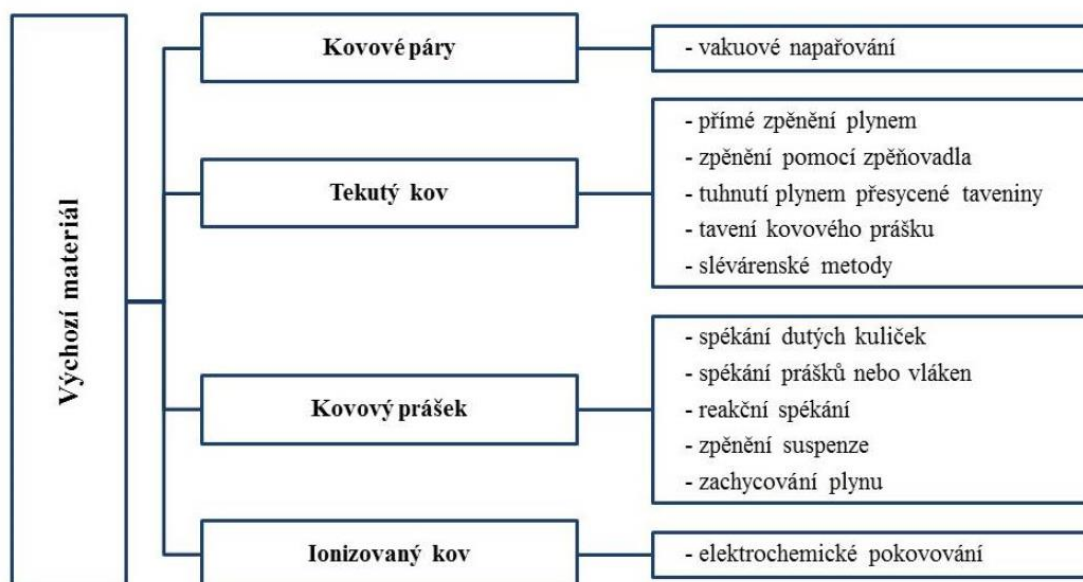 Výchozí materiál
Kovové páry
- vakuové napařování
Tekutý kov
- přímé zpěnění plynem
- zpěnění pomocí zpěňovadla
- tuhnutí plynem přesycené taveniny
- tavení kovového prášku
- slévárenské metody
Kovový prášek
- spékání dutých kuliček
- spékání prášků nebo vláken
- reakční spékání
- zpěnění suspenze
- zachycování plynu
Ionizovaný kov
- elektrochemické pokovování